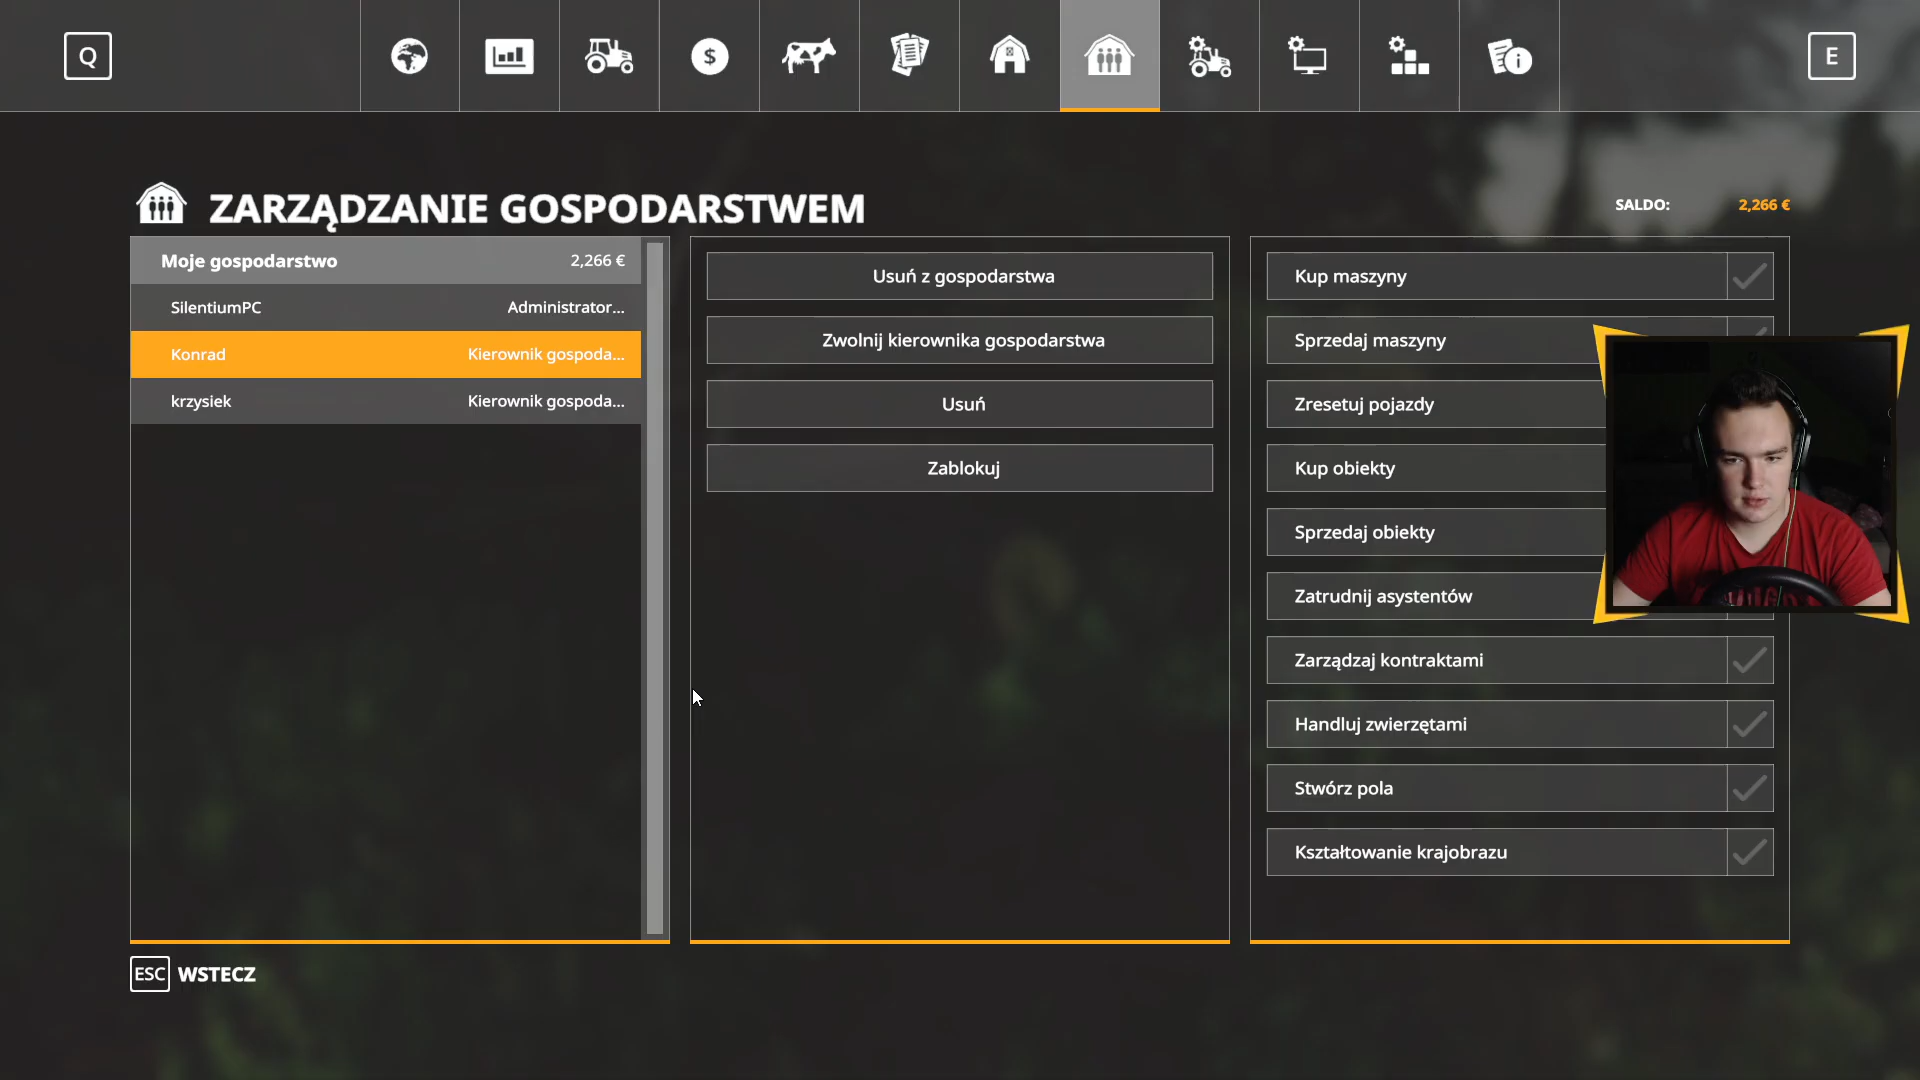 Q
E
ZARZĄDZANIE GOSPODARSTWEM
SALDO: 2,266 €
Moje gospodarstwo 2,266 €
SilentiumPC Administrator...
Konrad Kierownik gospoda...
krzysiek Kierownik gospoda...
Usuń z gospodarstwa
Zwolnij kierownika gospodarstwa
Usuń
Zablokuj
Kup maszyny
Sprzedaj maszyny
Zresetuj pojazdy
Kup obiekty
Sprzedaj obiekty
Zatrudnij asystentów
Zarządzaj kontraktami
Handluj zwierzętami
Stwórz pola
Kształtowanie krajobrazu
ESC WSTECZ